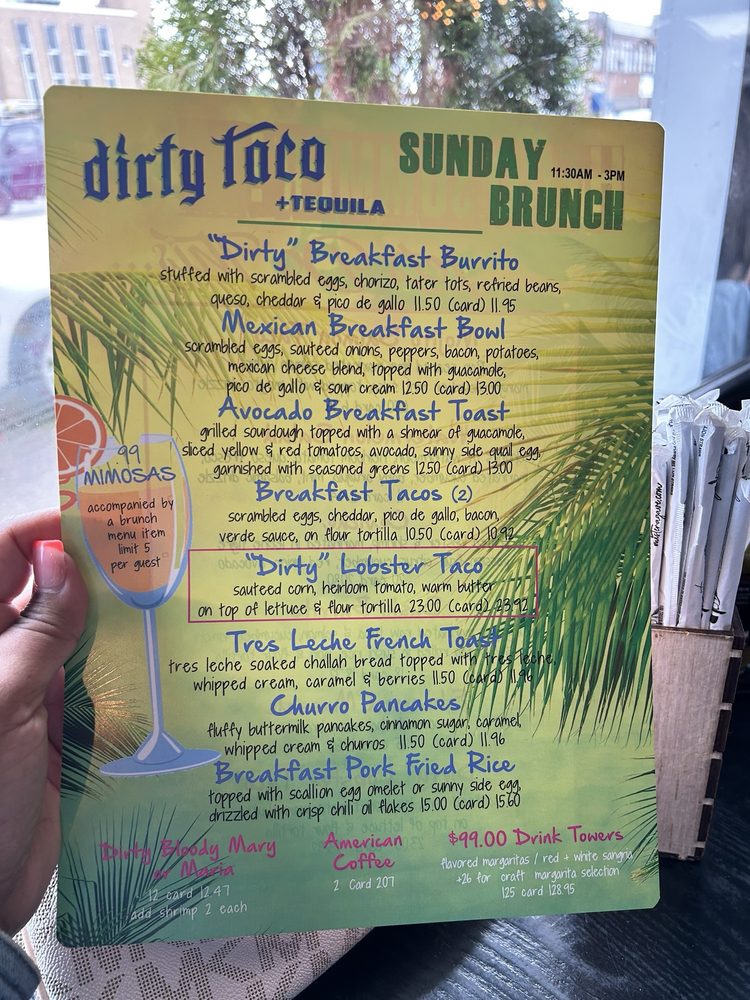 dirty Taco
+TEQUILA
SUNDAY
11:30AM - 3PM
BRUNCH
"Dirty" Breakfast Burrito
stuffed with scrambled eggs, chorizo, tater tots, refried beans,
queso, cheddar & pico de gallo 11.50 (card) 11.95
Mexican Breakfast Bowl
scrambled eggs, sauteed onions, peppers, bacon, potatoes,
mexican cheese blend, topped with guacamole,
pico de gallo & sour cream 12.50 (card) 13.00
Avocado Breakfast Toast
grilled sourdough topped with a shmear of guacamole,
sliced yellow & red tomatoes, avocado, sunny side quail egg,
garnished with seasoned greens 12.50 (card) 13.00
Breakfast Tacos (2)
scrambled eggs, cheddar, pico de gallo, bacon,
verde sauce, on flour tortilla 10.50 (card) 10.92
"Dirty" Lobster Taco
sauteed corn, heirloom tomato, warm butter
on top of lettuce & flour tortilla 23.00 (card) 23.92
Tres Leche French Toast
tres leche soaked challah bread topped with tres leche,
whipped cream, caramel & berries 11.50 (card) 11.96
Churro Pancakes
fluffy buttermilk pancakes, cinnamon sugar, caramel,
whipped cream & churros 11.50 (card) 11.96
Breakfast Pork Fried Rice
topped with scallion egg omelet or sunny side egg,
drizzled with crisp chili oil flakes 15.00 (card) 15.60
99
MIMOSAS
accompanied by
a brunch
menu item
limit 5
per guest
Dirty Bloody Mary
or Maria
12 card 12.47
add shrimp 2 each
American
Coffee
2 Card 2.07
$99.00 Drink Towers
flavored margaritas / red + white sangria
+26 for craft margarita selection
125 card 128.95